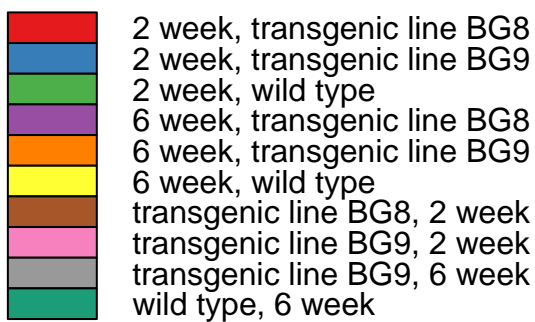 2 week, transgenic line BG8
2 week, transgenic line BG9
2 week, wild type
6 week, transgenic line BG8
6 week, transgenic line BG9
6 week, wild type
transgenic line BG8, 2 week
transgenic line BG9, 2 week
transgenic line BG9, 6 week
wild type, 6 week